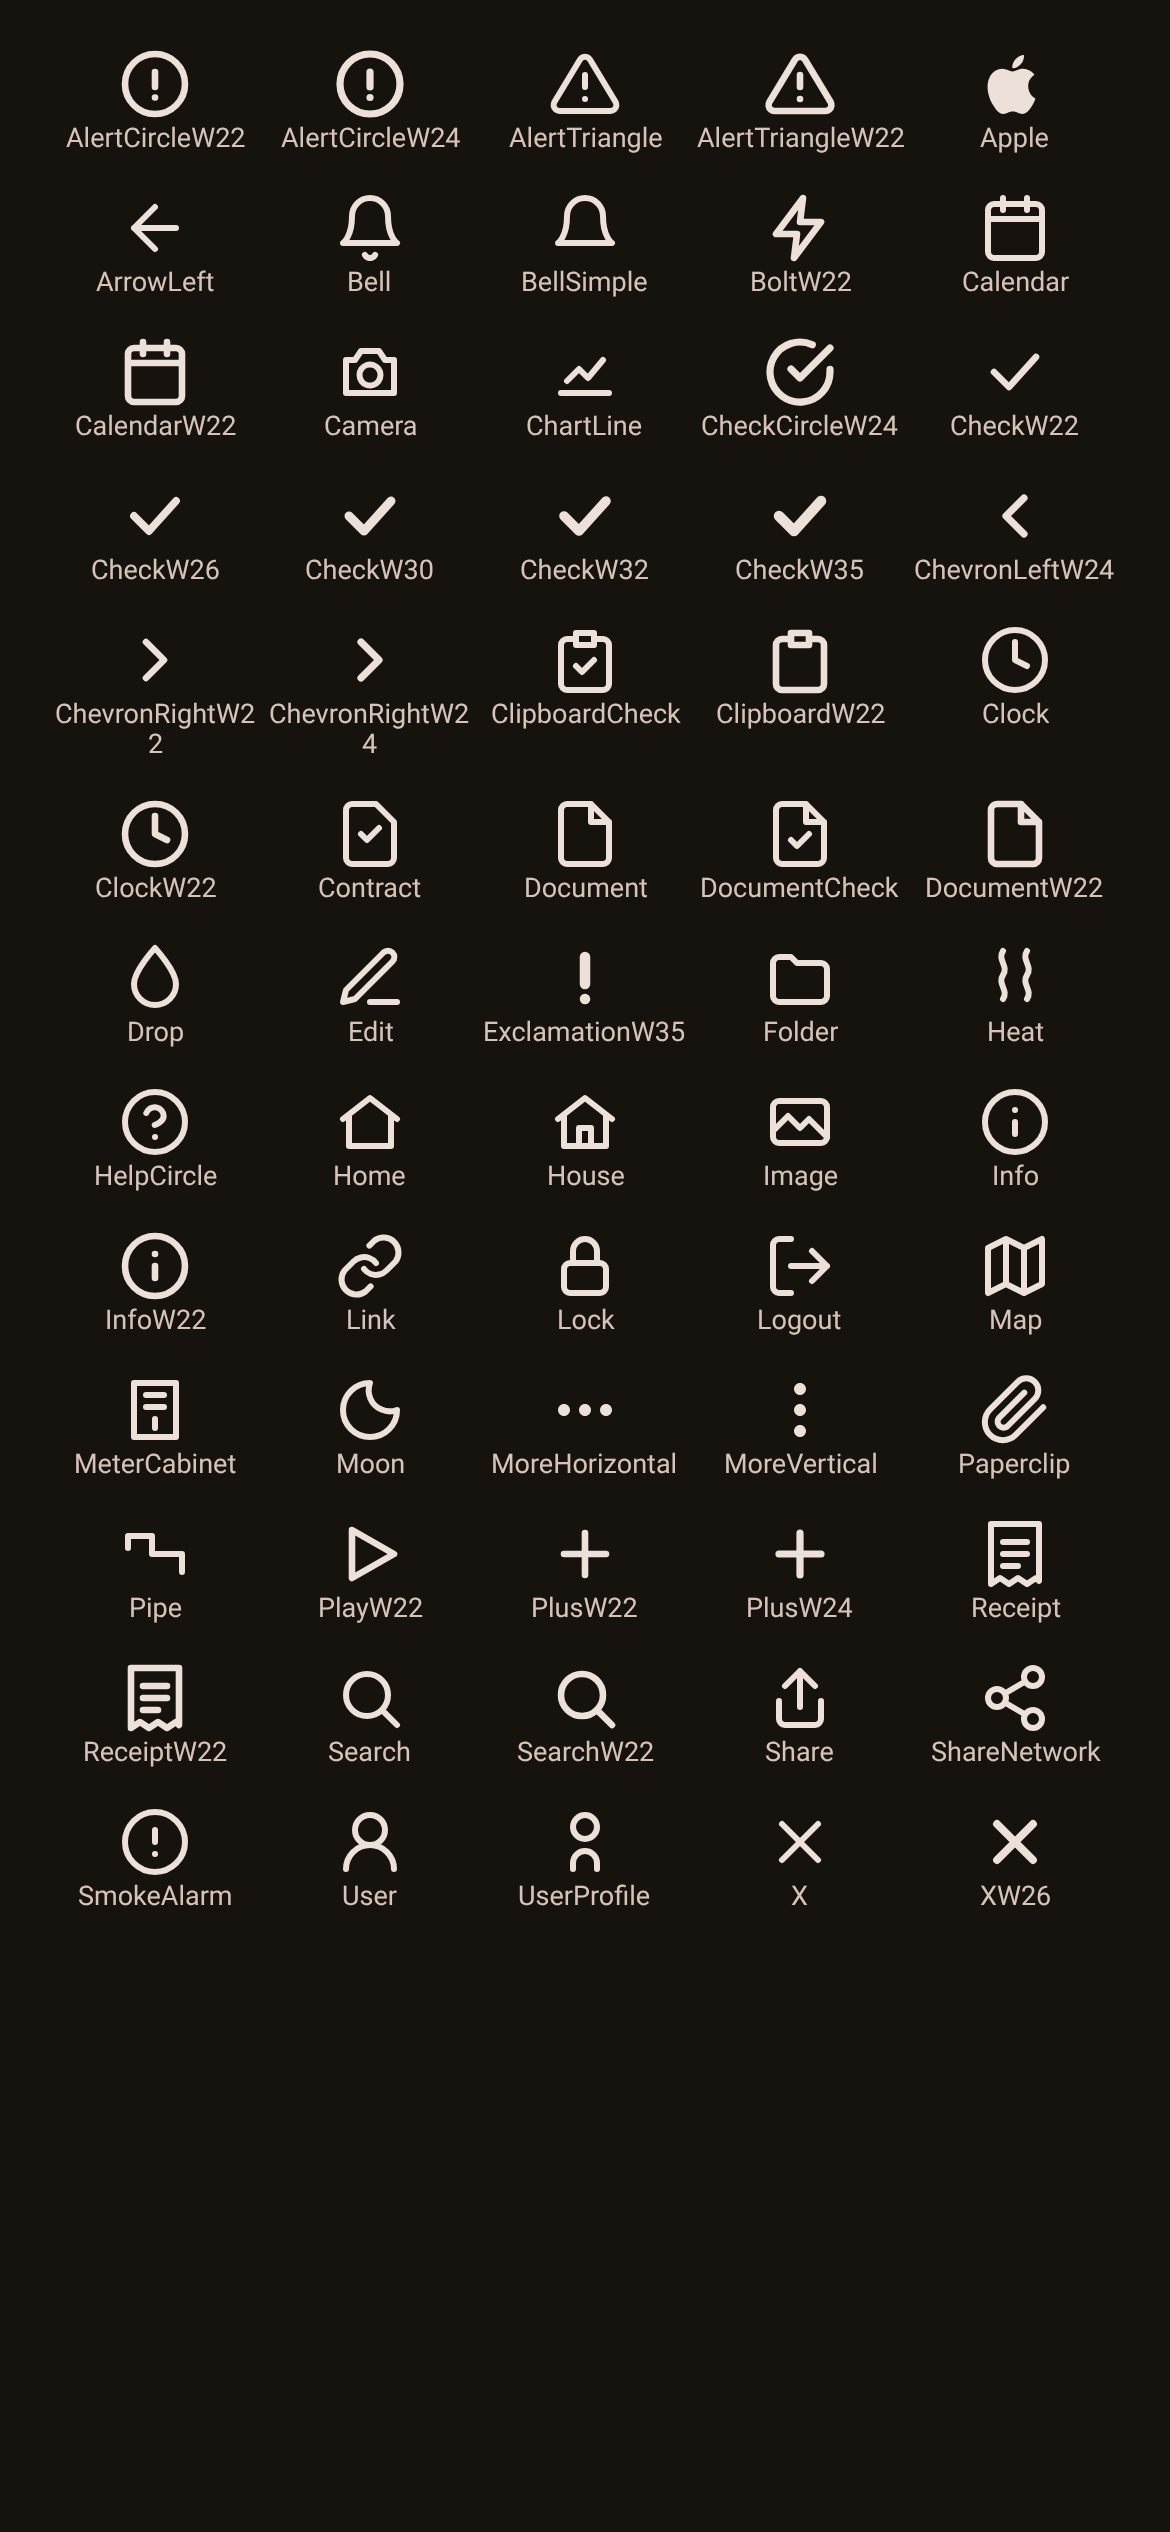 AlertCircleW22 AlertCircleW24 AlertTriangle AlertTriangleW22 Apple
ArrowLeft Bell BellSimple BoltW22 Calendar
CalendarW22 Camera ChartLine CheckCircleW24 CheckW22
CheckW26 CheckW30 CheckW32 CheckW35 ChevronLeftW24
ChevronRightW2 ChevronRightW2 ClipboardCheck ClipboardW22 Clock
2 4
ClockW22 Contract Document DocumentCheck DocumentW22
Drop Edit ExclamationW35 Folder Heat
HelpCircle Home House Image Info
InfoW22 Link Lock Logout Map
MeterCabinet Moon MoreHorizontal MoreVertical Paperclip
Pipe PlayW22 PlusW22 PlusW24 Receipt
ReceiptW22 Search SearchW22 Share ShareNetwork
SmokeAlarm User UserProfile X XW26